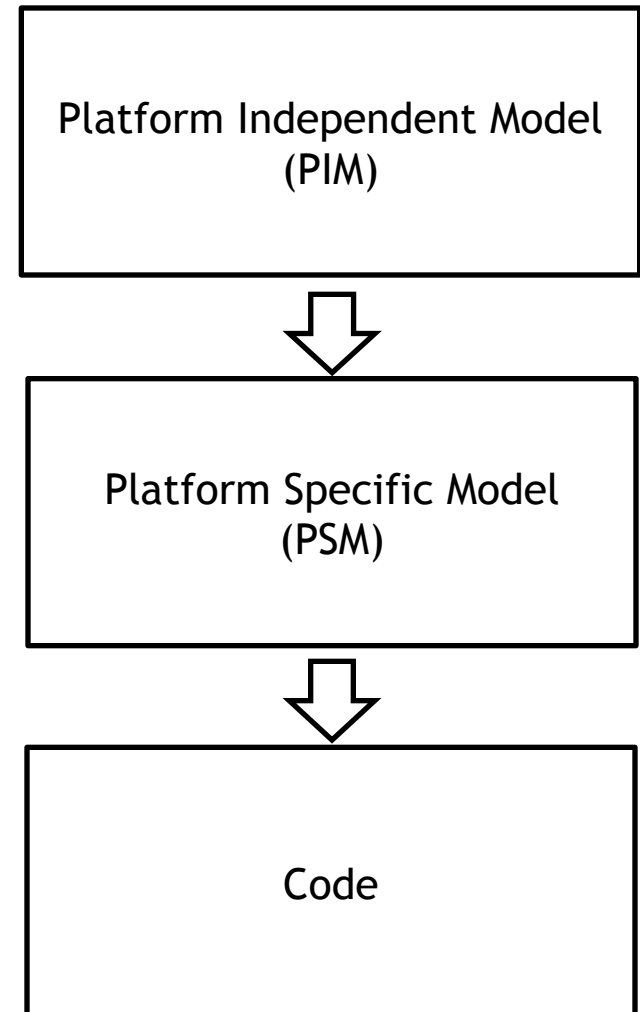 Platform Independent Model
(PIM)
Platform Specific Model
(PSM)
Code